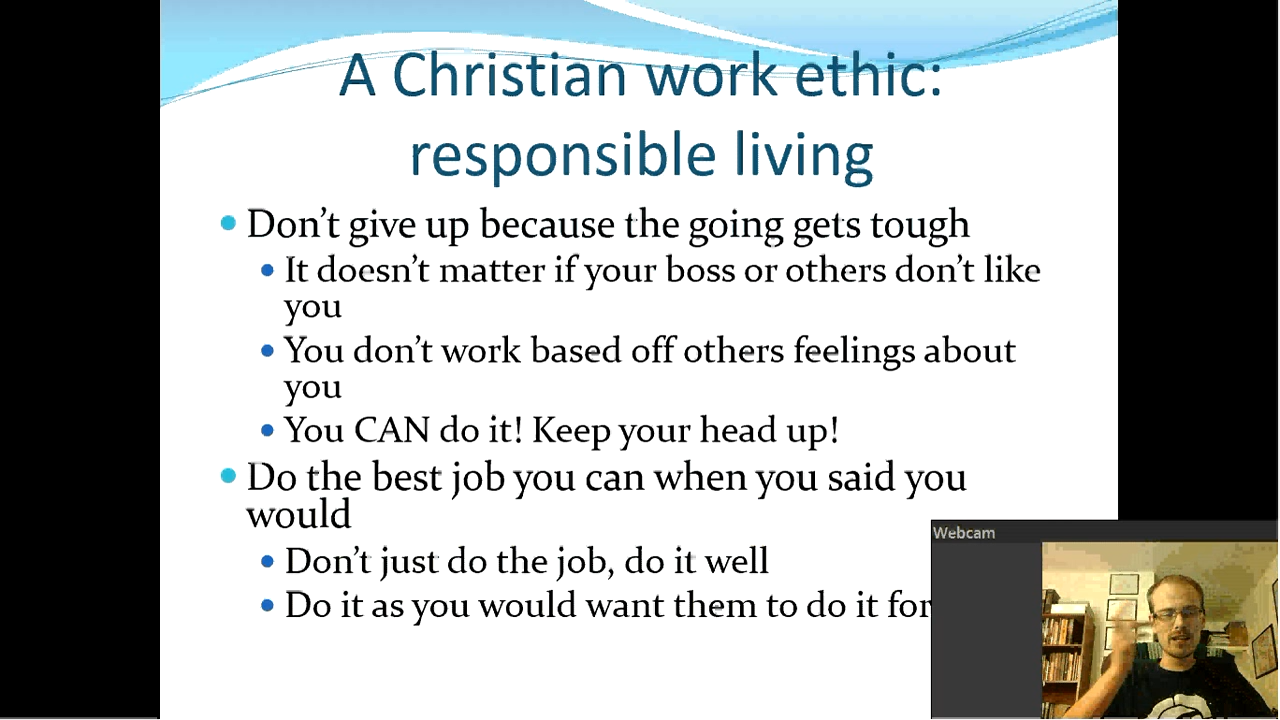 A Christian work ethic:
responsible living
Don't give up because the going gets tough
It doesn't matter if your boss or others don't like
you
You don't work based off others feelings about
you
You CAN do it! Keep your head up!
Do the best job you can when you said you
would
Don't just do the job, do it well
Do it as you would want them to do it for
Webcam